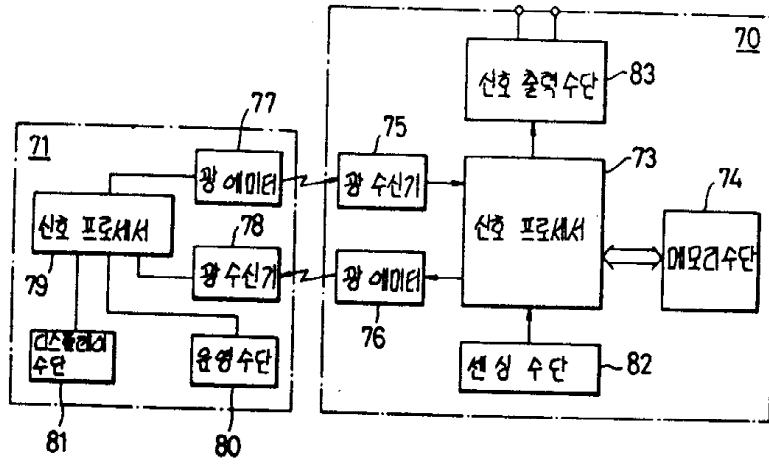 70
신호 출력수단
83
77
71
광 에미터
75
광 수신기
73
74
신호 프로세서
79
78
광 수신기
신호 프로세서
메모리수단
광 에미터
76
디스플레이
수단
81
운영수단
80
센싱 수단
82